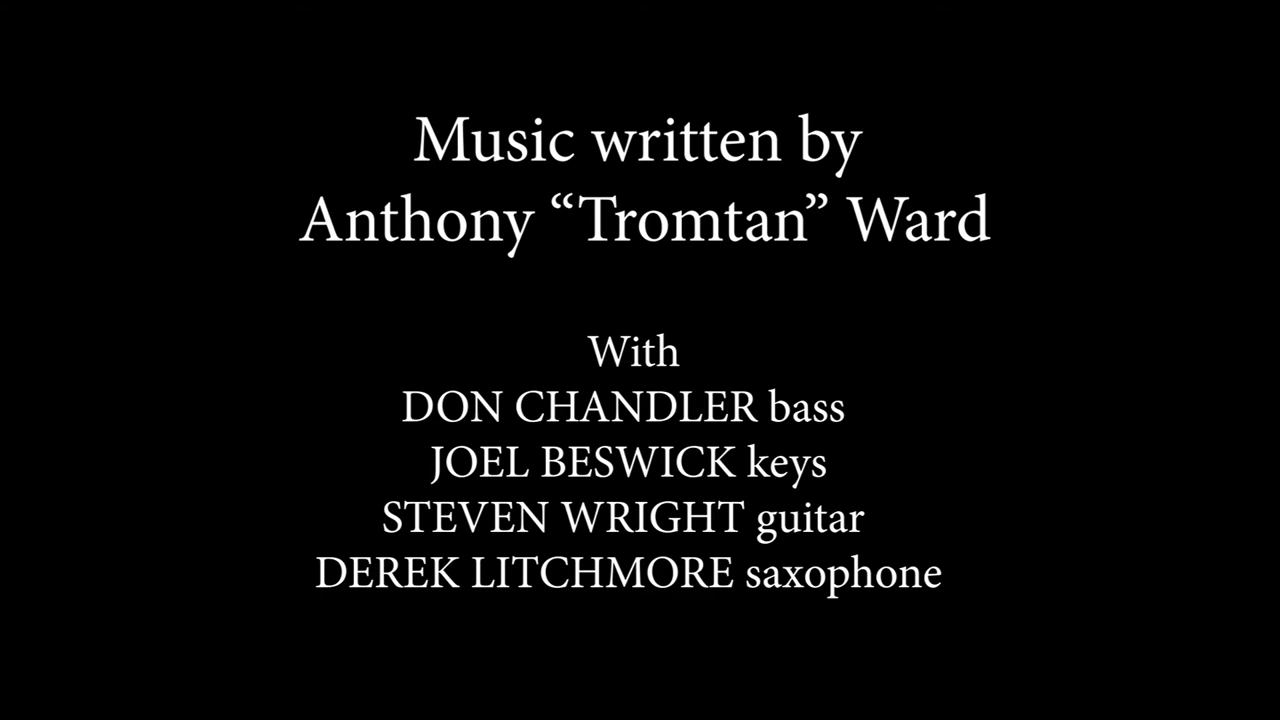 Music written by
Anthony “Tromtan” Ward
With
DON CHANDLER bass
JOEL BESWICK keys
STEVEN WRIGHT guitar
DEREK LITCHMORE saxophone